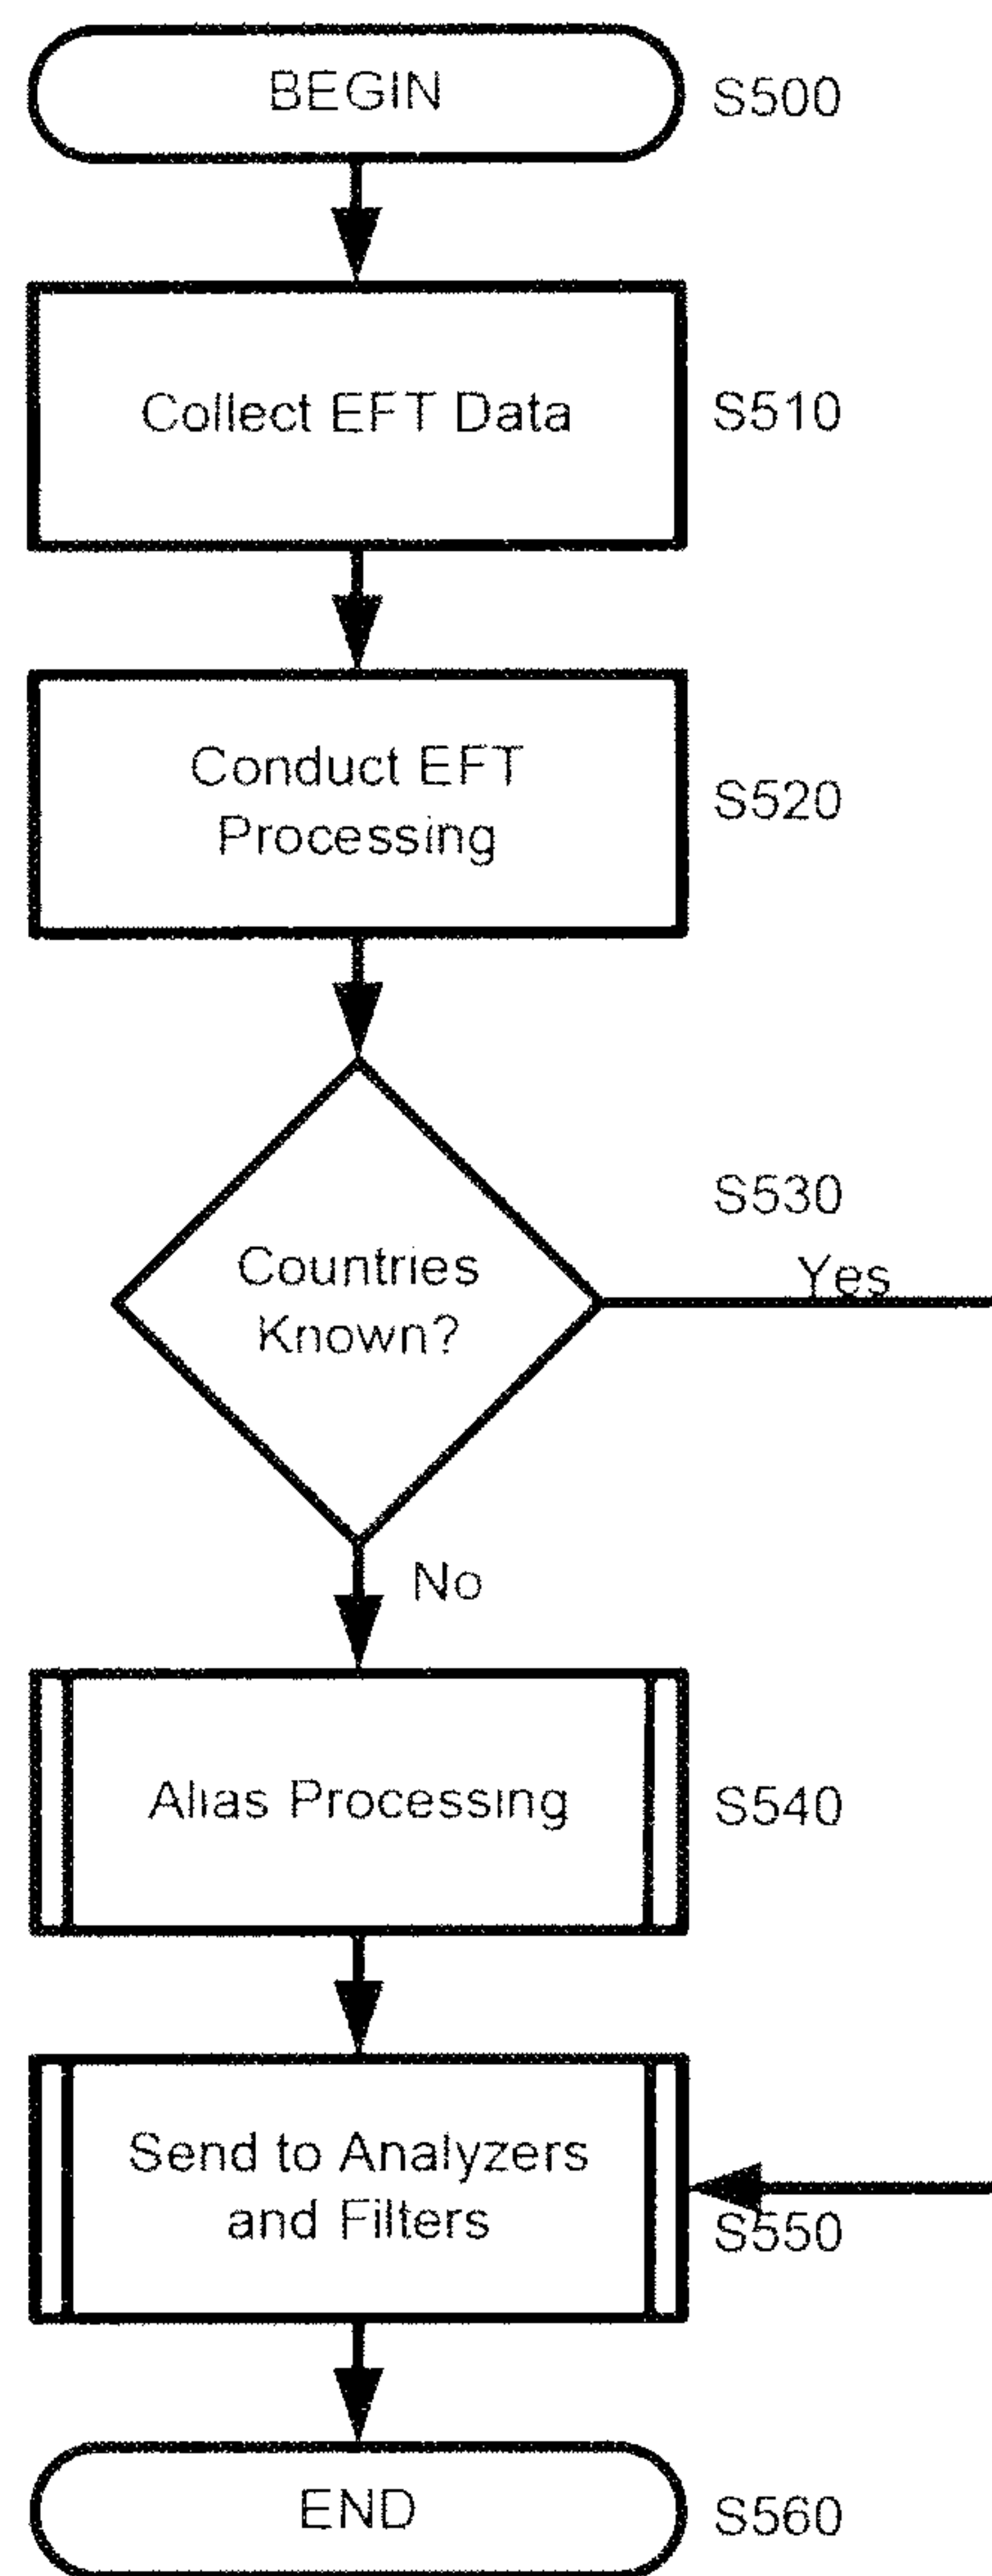 BEGIN
S500
Collect EFT Data
S510
Conduct EFT
Processing
S520
Countries
Known?
S530
Yes
No
Alias Processing
S540
Send to Analyzers
and Filters
S550
END
S560